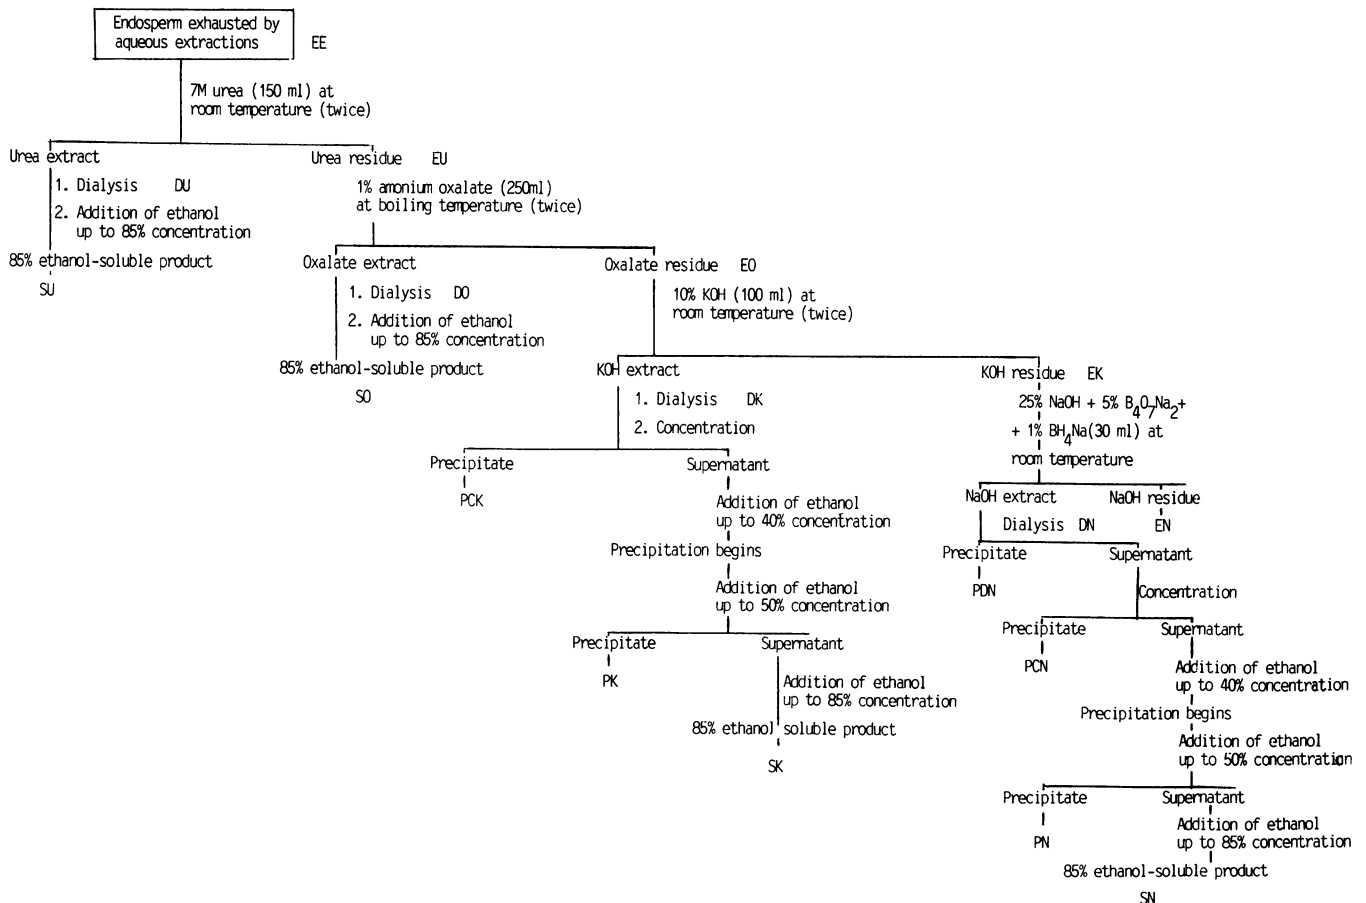 Endosperm exhausted by
aqueous extractions
EE
7M urea (150 ml) at
room temperature (twice)
Urea extract
Urea residue EU
1. Dialysis DU
2. Addition of ethanol
up to 85% concentration
1% amonium oxalate (250ml)
at boiling temperature (twice)
85% ethanol-soluble product
SU
Oxalate extract
Oxalate residue EO
1. Dialysis DO
2. Addition of ethanol
up to 85% concentration
10% KOH (100 ml) at
room temperature (twice)
85% ethanol-soluble product
SO
KOH extract
KOH residue EK
1. Dialysis DK
2. Concentration
25% NaOH + 5% B4O7Na2+
+ 1% BH4Na(30 ml) at
room temperature
Precipitate
Supernatant
PCK
Addition of ethanol
up to 40% concentration
Precipitation begins
Addition of ethanol
up to 50% concentration
NaOH extract
NaOH residue
Dialysis DN
EN
Precipitate
Supernatant
PDN
Concentration
Precipitate
Supernatant
PK
Addition of ethanol
up to 85% concentration
85% ethanol soluble product
SK
Precipitate
Supernatant
PCN
Addition of ethanol
up to 40% concentration
Precipitation begins
Addition of ethanol
up to 50% concentration
Precipitate
Supernatant
PN
Addition of ethanol
up to 85% concentration
85% ethanol-soluble product
SN